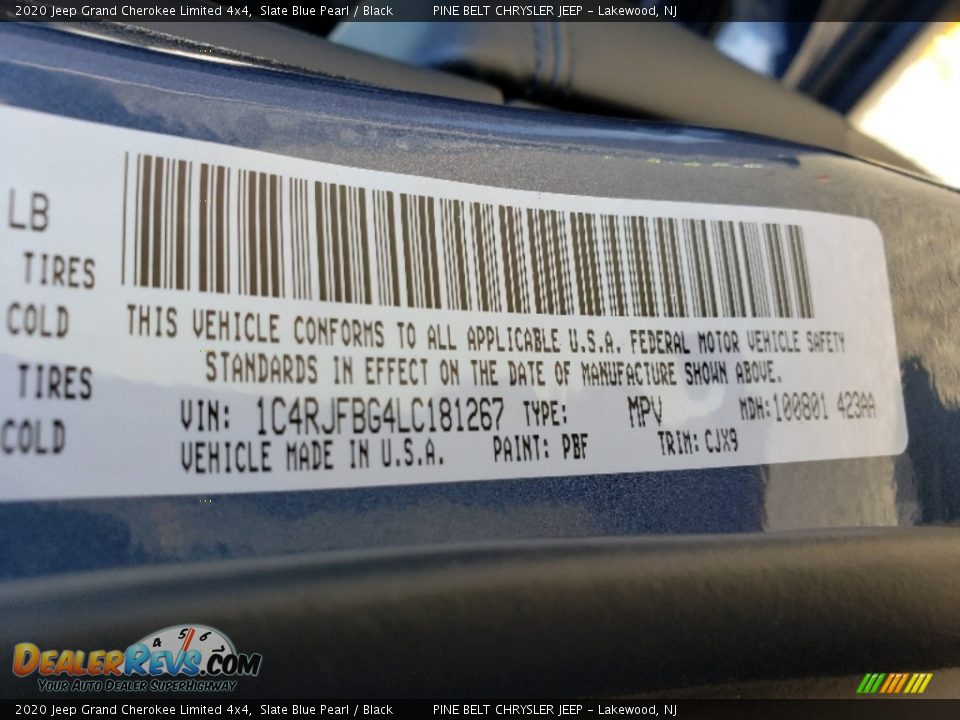 2020 Jeep Grand Cherokee Limited 4x4, Slate Blue Pearl / Black PINE BELT CHRYSLER JEEP – Lakewood, NJ
LB
TIRES
COLD
TIRES
COLD
THIS VEHICLE CONFORMS TO ALL APPLICABLE U.S.A. FEDERAL MOTOR VEHICLE SAFETY
STANDARDS IN EFFECT ON THE DATE OF MANUFACTURE SHOWN ABOVE.
VIN: 1C4RJFBG4LC181267 TYPE: MPV MDH:100801 423AA
VEHICLE MADE IN U.S.A. PAINT: PBF TRIM: CJX9
4 5 6
DEALERREVS.COM
YOUR AUTO DEALER SUPERHIGHWAY
2020 Jeep Grand Cherokee Limited 4x4, Slate Blue Pearl / Black PINE BELT CHRYSLER JEEP – Lakewood, NJ